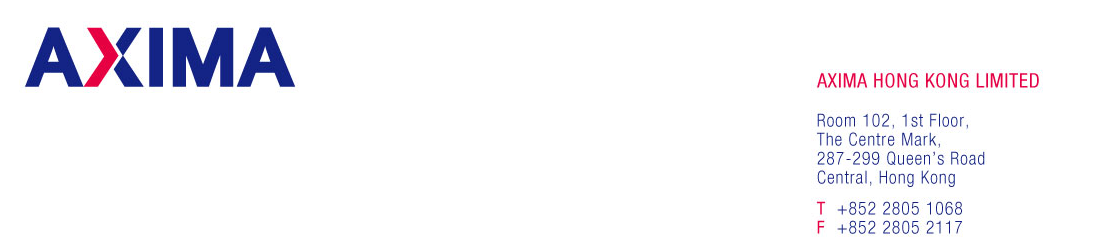 AXIMA
AXIMA HONG KONG LIMITED
Room 102, 1st Floor,
The Centre Mark,
287-299 Queen's Road
Central, Hong Kong
T +852 2805 1068
F +852 2805 2117